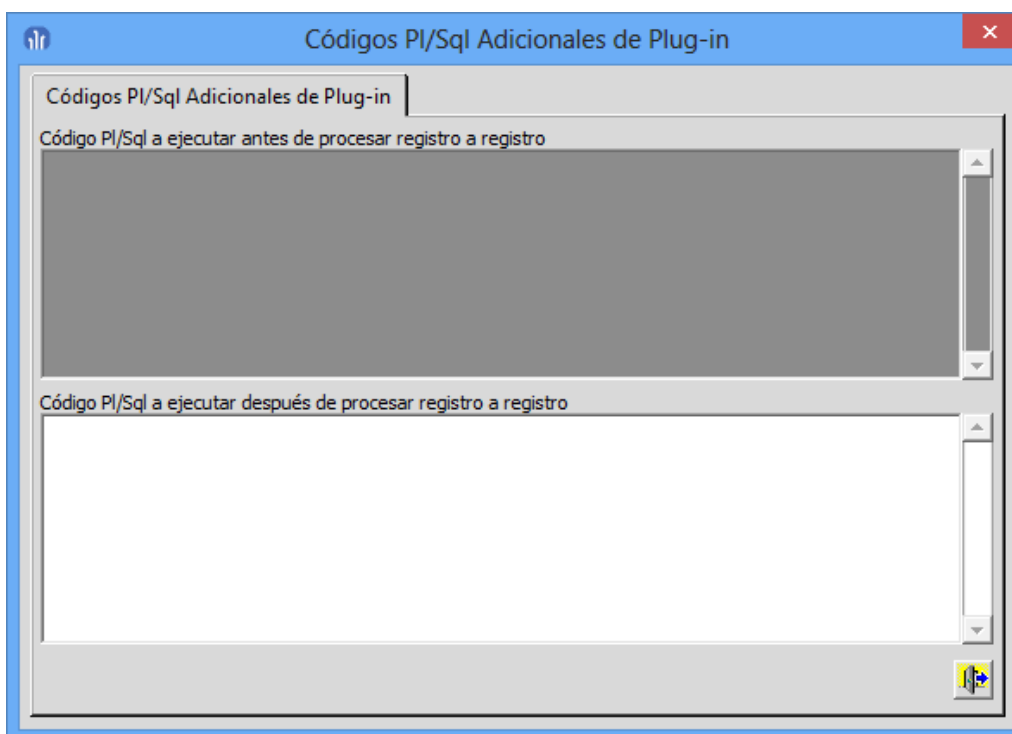 Códigos Pl/Sql Adicionales de Plug-in
Códigos Pl/Sql Adicionales de Plug-in
Código Pl/Sql a ejecutar antes de procesar registro a registro
Código Pl/Sql a ejecutar después de procesar registro a registro